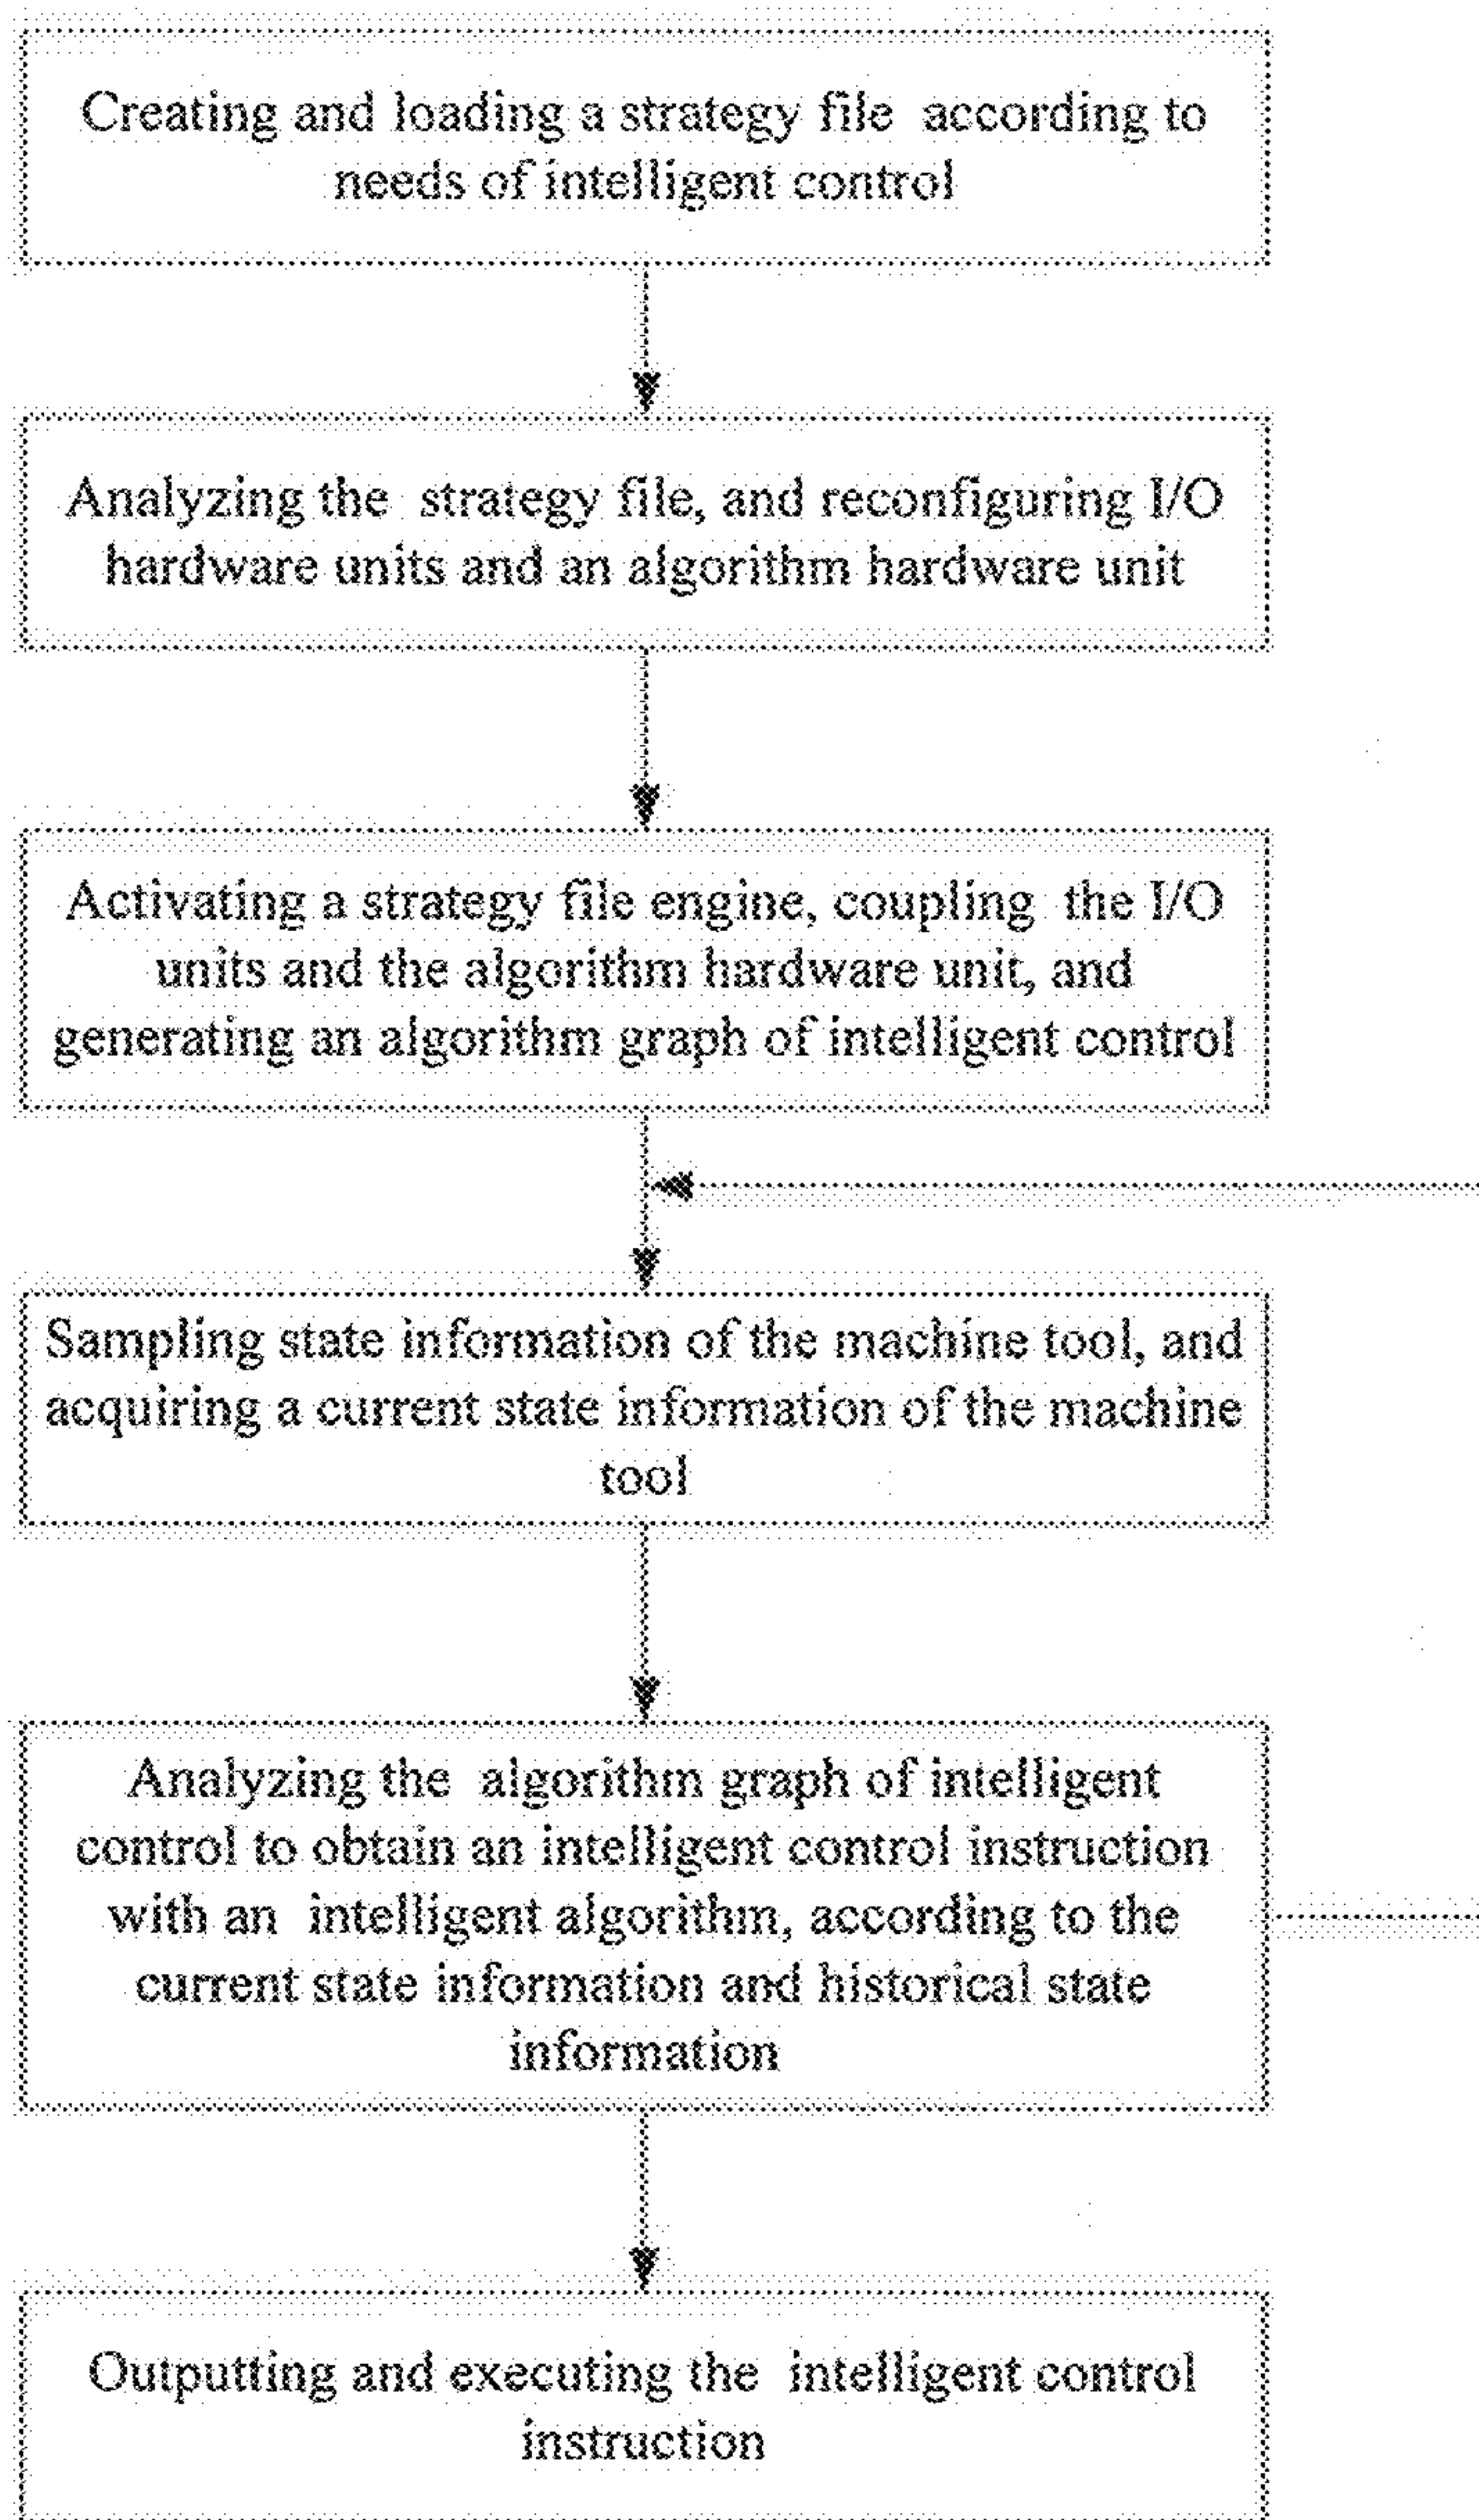 Creating and loading a strategy file according to
needs of intelligent control
Analyzing the strategy file, and reconfiguring I/O
hardware units and an algorithm hardware unit
Activating a strategy file engine, coupling the I/O
units and the algorithm hardware unit, and
generating an algorithm graph of intelligent control
Sampling state information of the machine tool, and
acquiring a current state information of the machine
tool
Analyzing the algorithm graph of intelligent
control to obtain an intelligent control instruction
with an intelligent algorithm, according to the
current state information and historical state
information
Outputting and executing the intelligent control
instruction